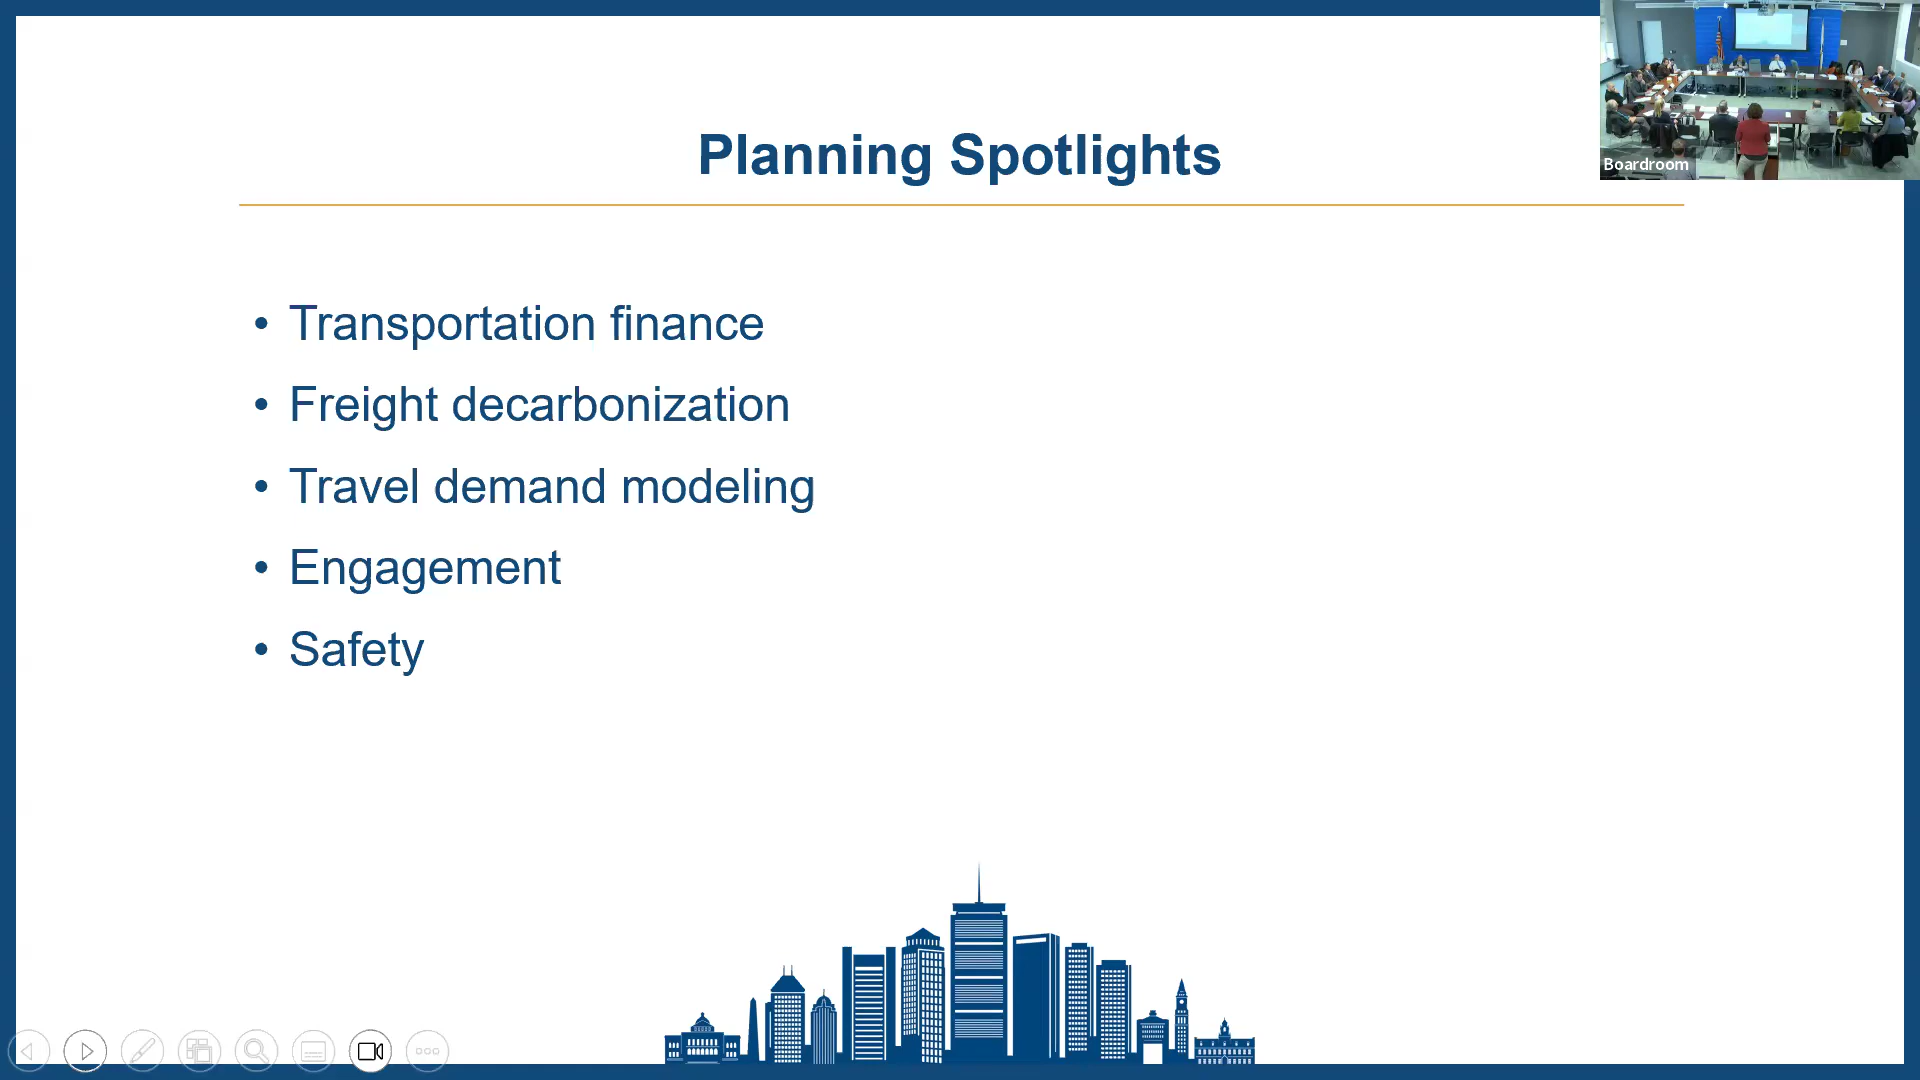 Planning Spotlights
Boardroom
• Transportation finance
• Freight decarbonization
• Travel demand modeling
• Engagement
• Safety